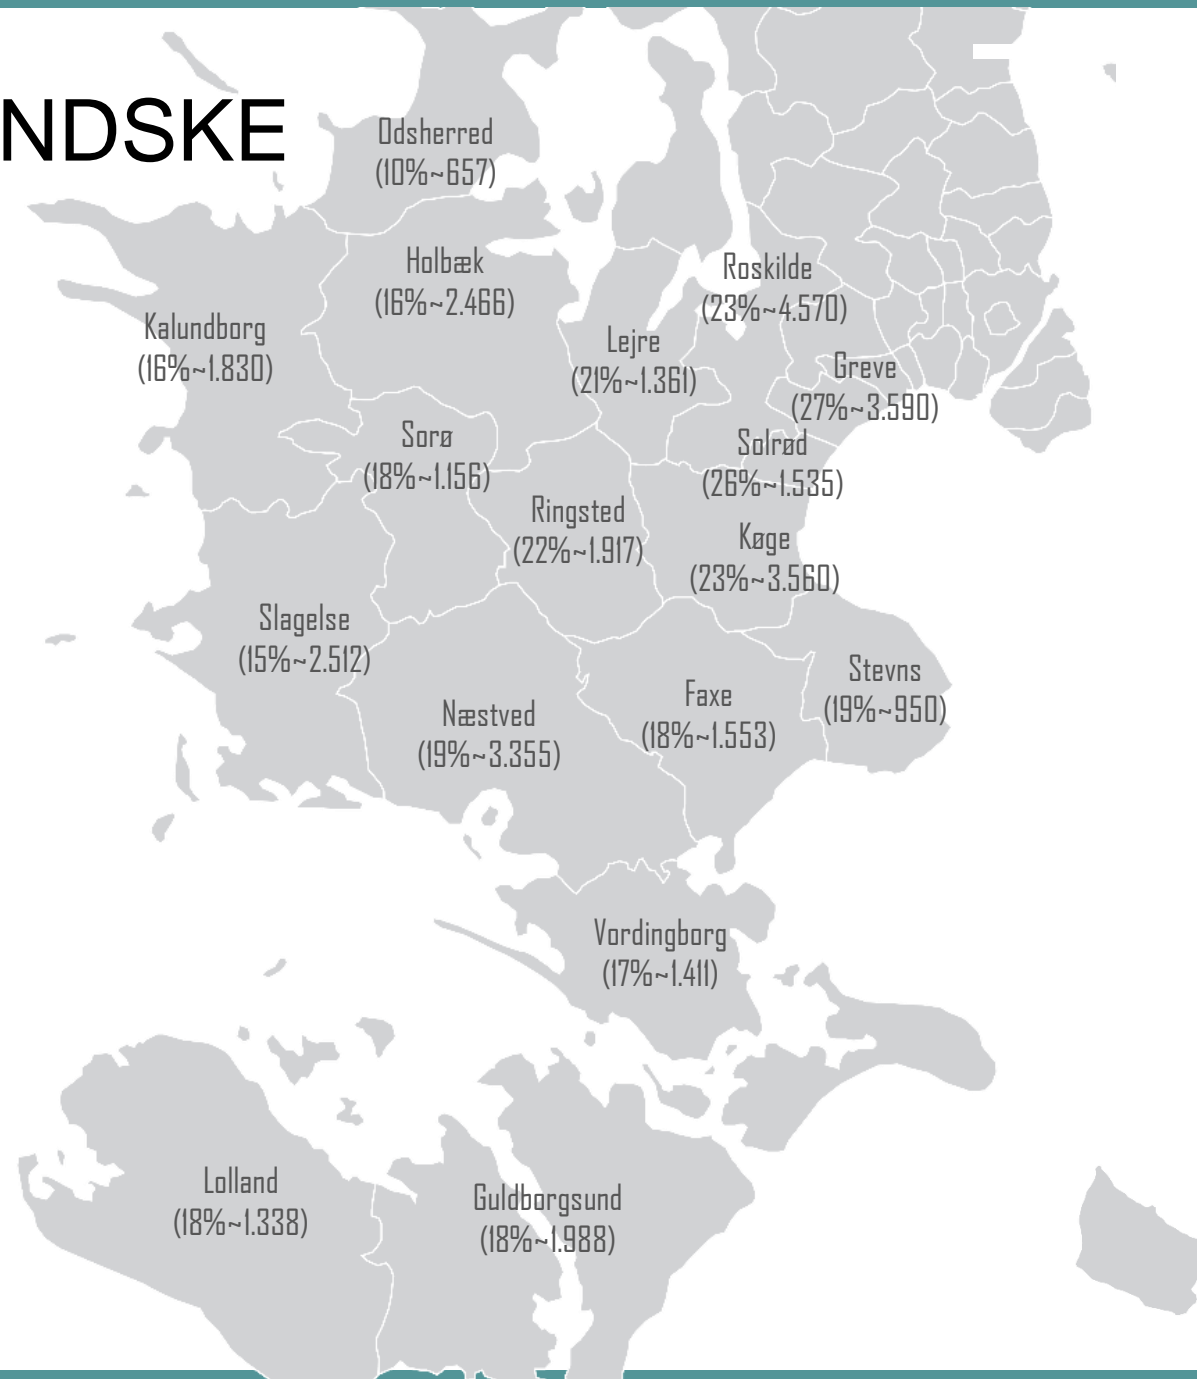 NDSKE
Odsherred
(10%~657)
Holbæk
(16%~2.466)
Roskilde
(23%~4.570)
Kalundborg
(16%~1.830)
Lejre
(21%~1.361)
Greve
(27%~3.590)
Sorø
(18%~1.156)
Solrød
(26%~1.535)
Ringsted
(22%~1.917)
Køge
(23%~3.560)
Slagelse
(15%~2.512)
Stevns
(19%~950)
Faxe
(18%~1.553)
Næstved
(19%~3.355)
Vordingborg
(17%~1.411)
Lolland
(18%~1.338)
Guldborgsund
(18%~1.988)